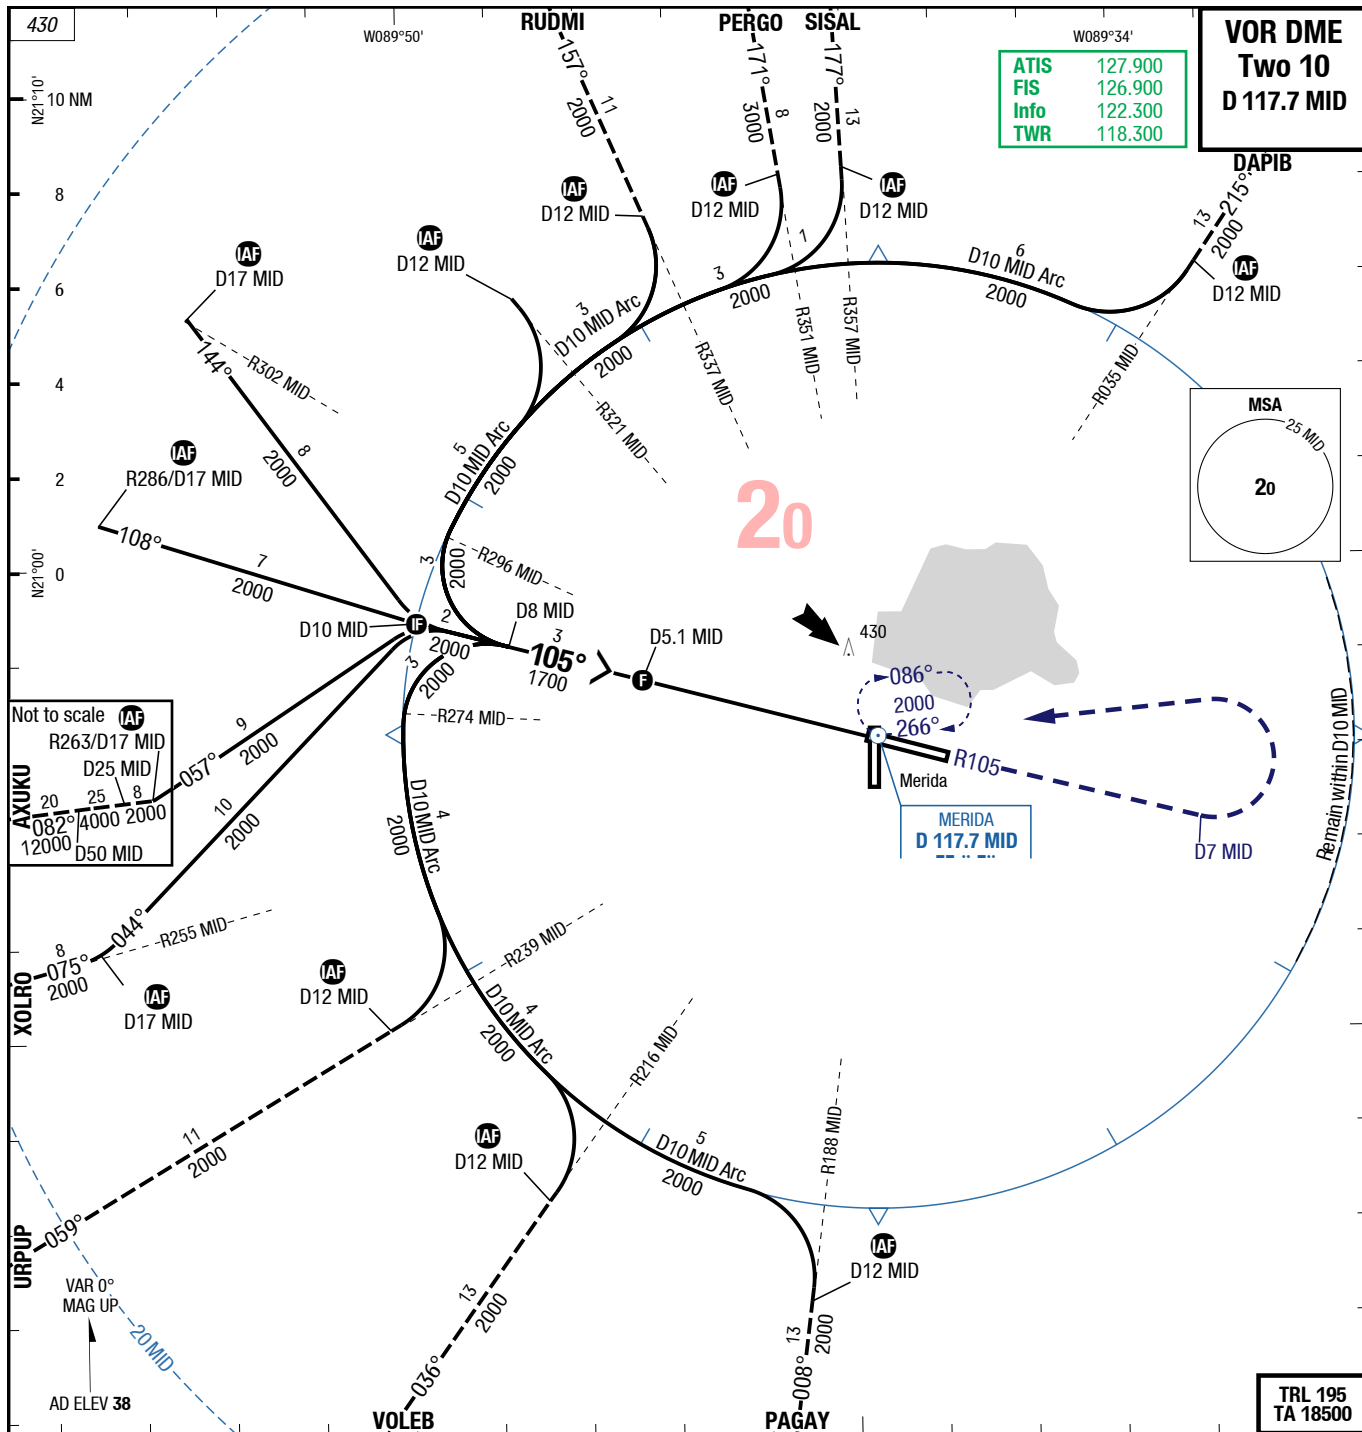 430
W089°50'
RUDMI
PERGO
SISAL
W089°34'
VOR DME
Two 10
D 117.7 MID
ATIS 127.900
FIS 126.900
Info 122.300
TWR 118.300
DAPIB
N21°10'
10 NM
8
6
4
2
N21°00'
0
157°
11
2000
171°
8
3000
177°
13
2000
215°
13
2000
IAF
D12 MID
IAF
D12 MID
IAF
D12 MID
IAF
D12 MID
IAF
D12 MID
IAF
D17 MID
1
3
2000
6
D10 MID Arc
2000
3
D10 MID Arc
2000
R302 MID
R321 MID
R337 MID
R351 MID
R357 MID
R035 MID
144°
8
2000
MSA
25 MID
20
20
IAF
R286/D17 MID
108°
7
2000
5
D10 MID Arc
2000
3
2000
R296 MID
D10 MID
IF
2
2000
D8 MID
3
105°
1700
D5.1 MID
F
430
086°
2000
266°
3
2000
R274 MID
Not to scale
IAF
R263/D17 MID
D25 MID
AXUKU
20
25
8
082°
4000
2000
12000
D50 MID
057°
9
2000
10
2000
044°
4
D10 MID Arc
2000
Merida
R105
MERIDA
D 117.7 MID
D7 MID
Remain within D10 MID
XOLRO
8
075°
2000
R255 MID
IAF
D17 MID
IAF
D12 MID
R239 MID
4
D10 MID Arc
2000
R216 MID
R188 MID
11
2000
IAF
D12 MID
5
D10 MID Arc
2000
URPUP
059°
IAF
D12 MID
VAR 0°
MAG UP
20 MID
AD ELEV 38
13
2000
036°
VOLEB
13
2000
008°
PAGAY
TRL 195
TA 18500